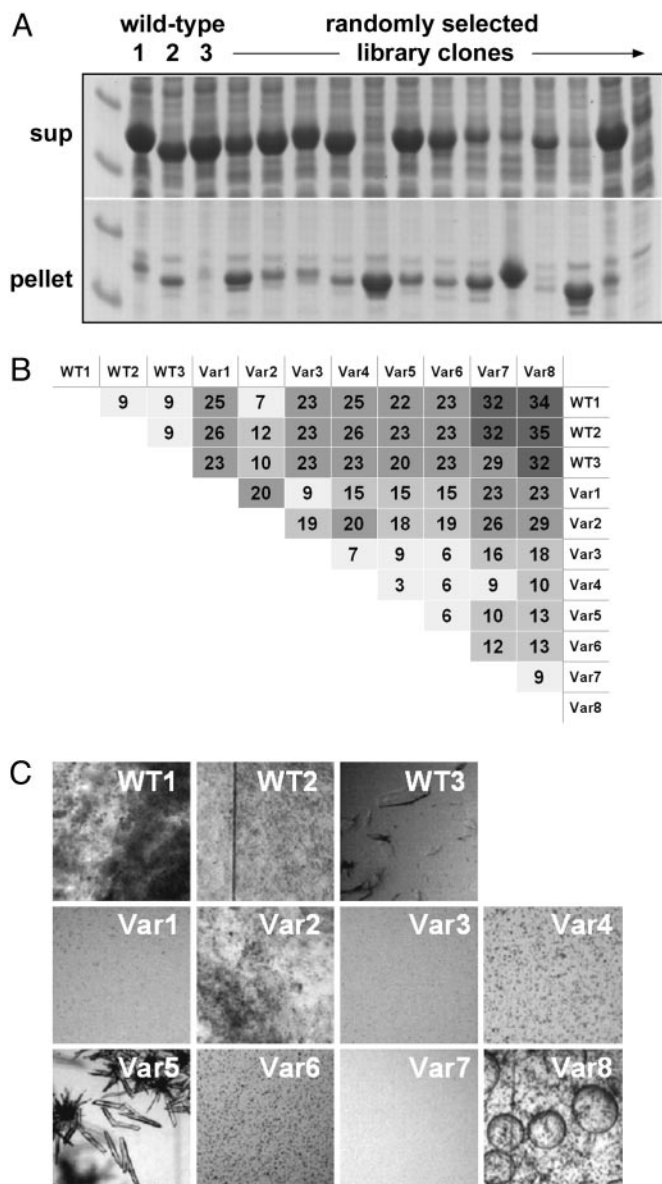 A
wild-type
randomly selected
1 2 3
library clones
sup
pellet
B
WT1 WT2 WT3 Var1 Var2 Var3 Var4 Var5 Var6 Var7 Var8
9 9 25 7 23 25 22 23 32 34 WT1
9 26 12 23 26 23 23 32 35 WT2
23 10 23 23 20 23 29 32 WT3
20 9 15 15 15 23 23 Var1
19 20 18 19 26 29 Var2
7 9 6 16 18 Var3
3 6 9 10 Var4
6 10 13 Var5
12 13 Var6
9 Var7
Var8
C
WT1 WT2 WT3
Var1 Var2 Var3 Var4
Var5 Var6 Var7 Var8